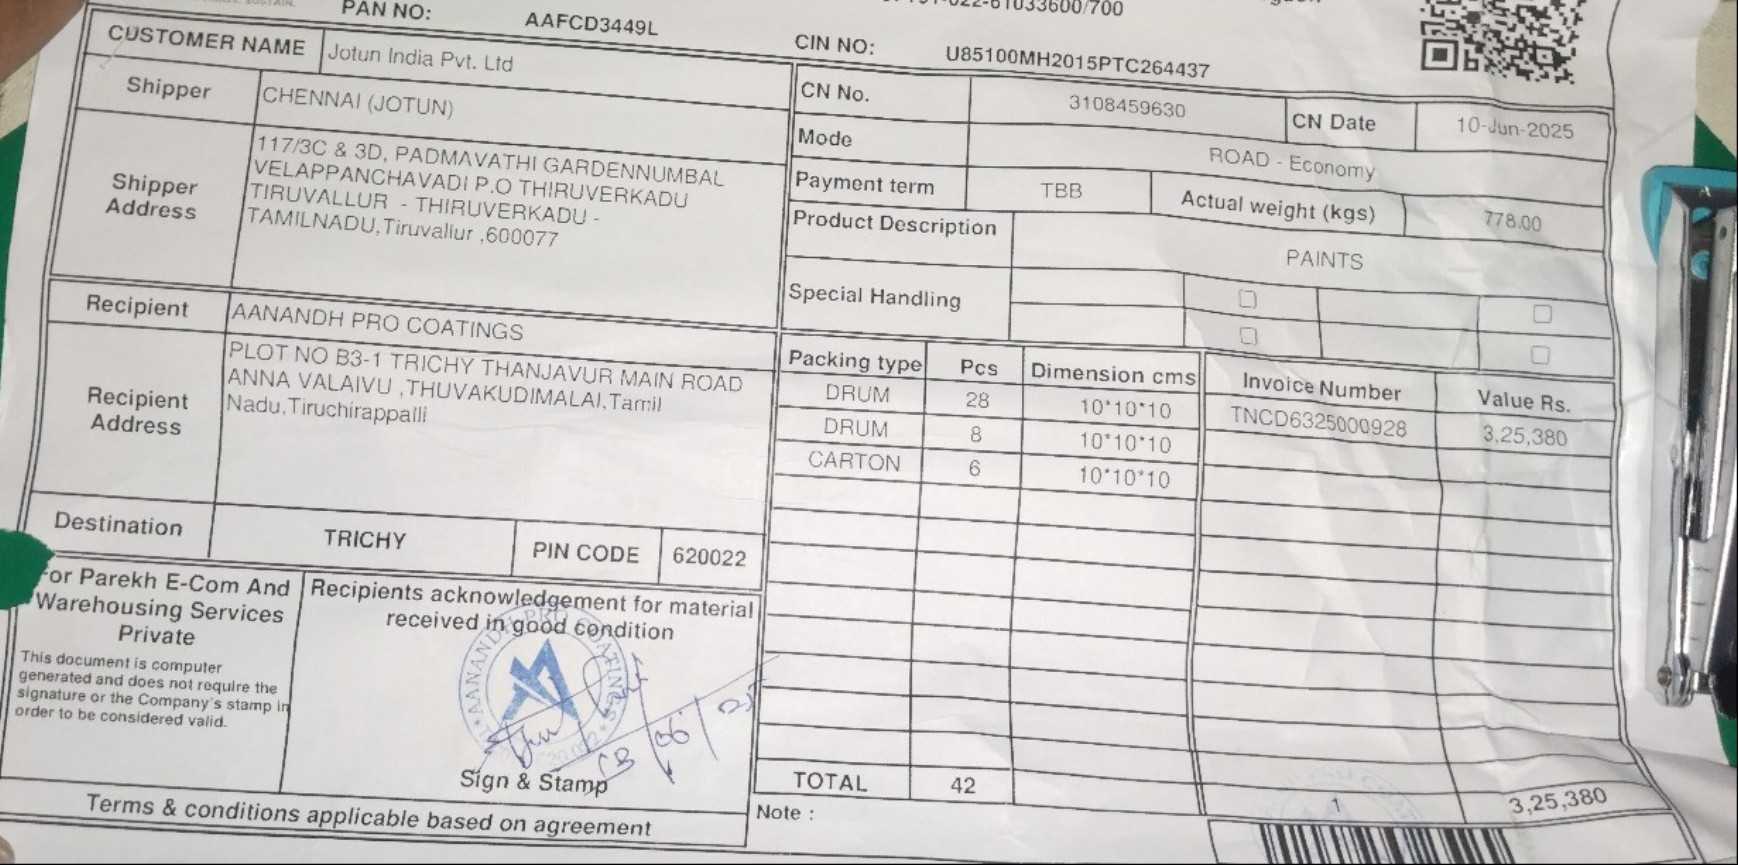 PAN NO: AAFCD3449L
CIN NO: U85100MH2015PTC264437
CUSTOMER NAME Jotun India Pvt. Ltd
Shipper CHENNAI (JOTUN)
Shipper Address
117/3C & 3D, PADMAVATHI GARDENNUMBAL
VELAPPANCHAVADI P.O THIRUVERKADU
TIRUVALLUR - THIRUVERKADU -
TAMILNADU,Tiruvallur ,600077
Recipient AANANDH PRO COATINGS
Recipient Address
PLOT NO B3-1 TRICHY THANJAVUR MAIN ROAD
ANNA VALAIVU ,THUVAKUDIMALAI,Tamil
Nadu,Tiruchirappalli
Destination TRICHY PIN CODE 620022
CN No. 3108459630 CN Date 10-Jun-2025
Mode ROAD - Economy
Payment term TBB Actual weight (kgs) 778.00
Product Description PAINTS
Special Handling
Packing type Pcs Dimension cms Invoice Number Value Rs.
DRUM 28 10*10*10 TNCD6325000928 3,25,380
DRUM 8 10*10*10
CARTON 6 10*10*10
TOTAL 42 1 3,25,380
Note :
For Parekh E-Com And
Warehousing Services
Private
This document is computer
generated and does not require the
signature or the Company's stamp in
order to be considered valid.
Recipients acknowledgement for material
received in good condition
AANANDH PRO COATINGS
Sign & Stamp
Terms & conditions applicable based on agreement